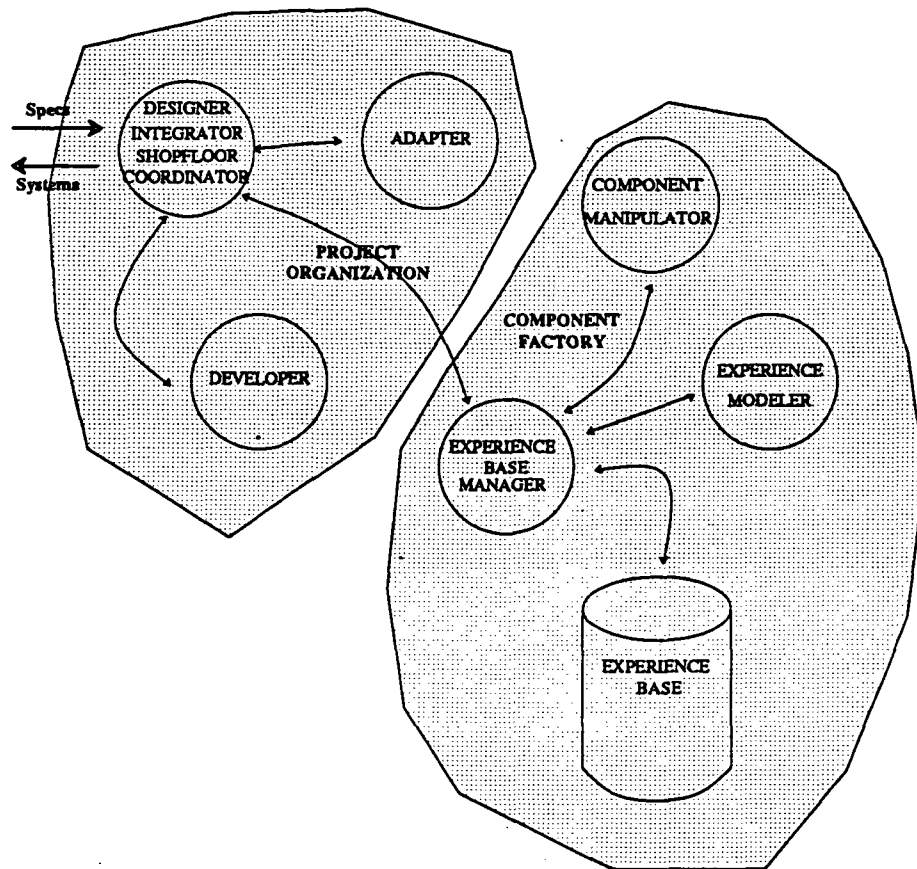 Specs
Systems
DESIGNER
INTEGRATOR
SHOPFLOOR
COORDINATOR
ADAPTER
PROJECT
ORGANIZATION
DEVELOPER
COMPONENT
MANIPULATOR
COMPONENT
FACTORY
EXPERIENCE
MODELER
EXPERIENCE
BASE
MANAGER
EXPERIENCE
BASE